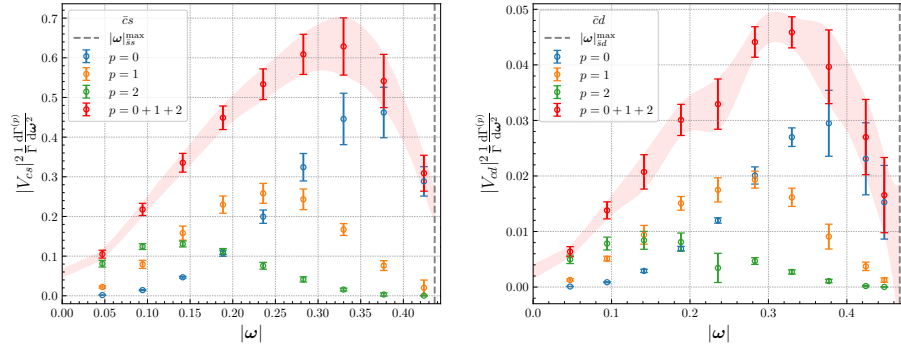 c̄s
|ω|^max_s̄s
p = 0
p = 1
p = 2
p = 0 + 1 + 2
|V_cs|² 1/Γ̄ dΓ̄^(p)/dω²
0.7
0.6
0.5
0.4
0.3
0.2
0.1
0.0
0.00 0.05 0.10 0.15 0.20 0.25 0.30 0.35 0.40
|ω|
c̄d
|ω|^max_s̄d
p = 0
p = 1
p = 2
p = 0 + 1 + 2
|V_cd|² 1/Γ̄ dΓ̄^(p)/dω²
0.05
0.04
0.03
0.02
0.01
0.00
0.0 0.1 0.2 0.3 0.4
|ω|